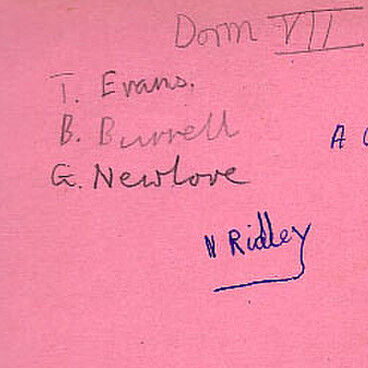 Dorm VII
T. Evans.
B. Burrell
A
G. Newlove
N Ridley